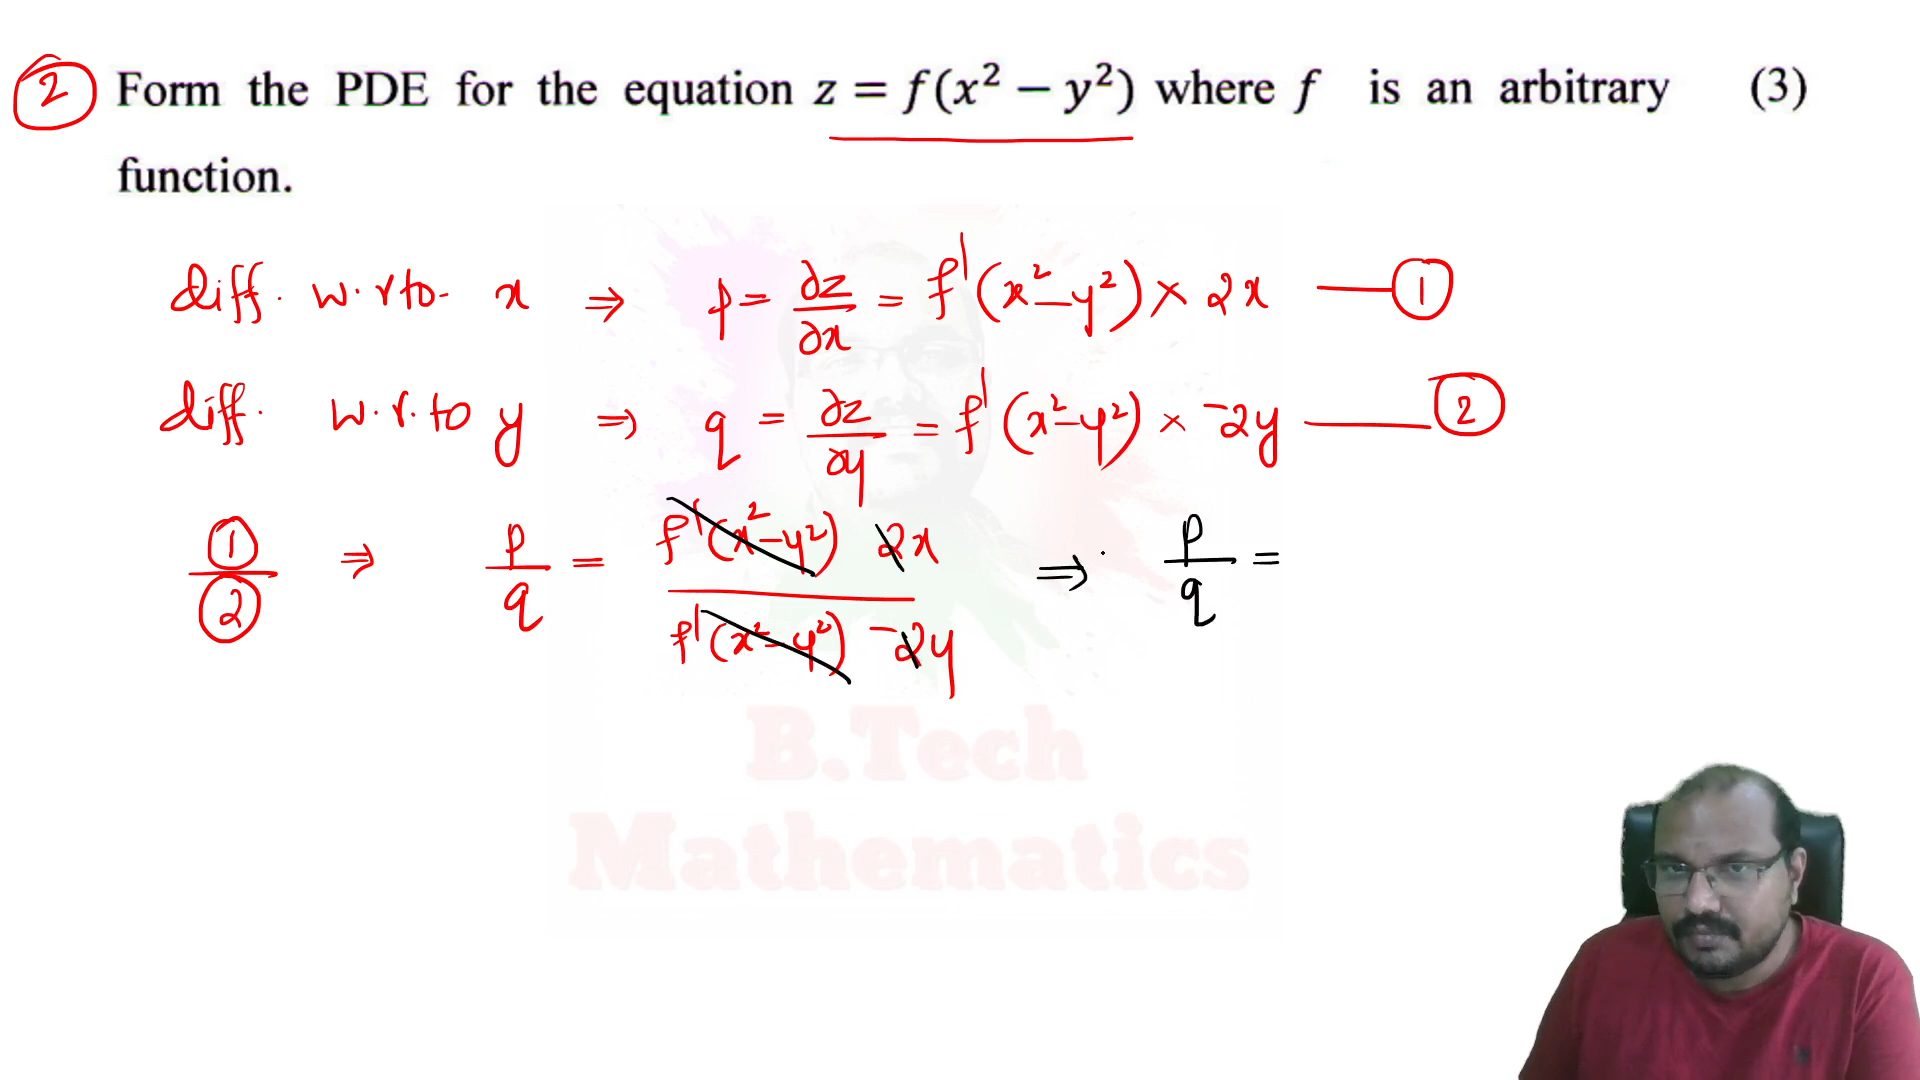 2 Form the PDE for the equation z = f(x² − y²) where f is an arbitrary (3)
function.
diff. w.r to x ⇒ p = ∂z/∂x = f'(x²−y²) × 2x —— 1
diff. w.r. to y ⇒ q = ∂z/∂y = f'(x²−y²) × −2y —— 2
1/2 ⇒ p/q = f'(x²−y²) 2x / f'(x²−y²) −2y ⇒ p/q =
B.Tech
Mathematics